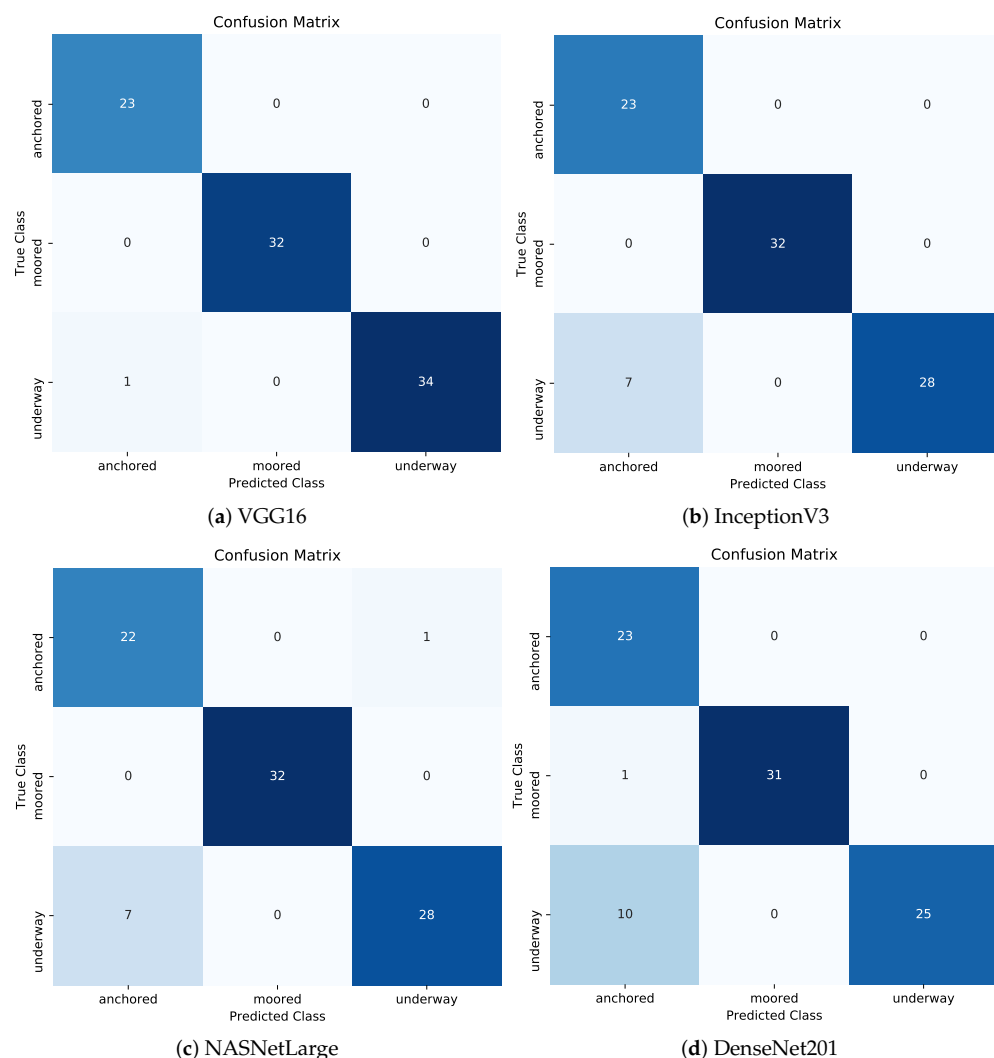 Confusion Matrix
anchored 23 0 0
True Class
moored 0 32 0
underway 1 0 34
anchored moored underway
Predicted Class
(a) VGG16
Confusion Matrix
anchored 23 0 0
True Class
moored 0 32 0
underway 7 0 28
anchored moored underway
Predicted Class
(b) InceptionV3
Confusion Matrix
anchored 22 0 1
True Class
moored 0 32 0
underway 7 0 28
anchored moored underway
Predicted Class
(c) NASNetLarge
Confusion Matrix
anchored 23 0 0
True Class
moored 1 31 0
underway 10 0 25
anchored moored underway
Predicted Class
(d) DenseNet201